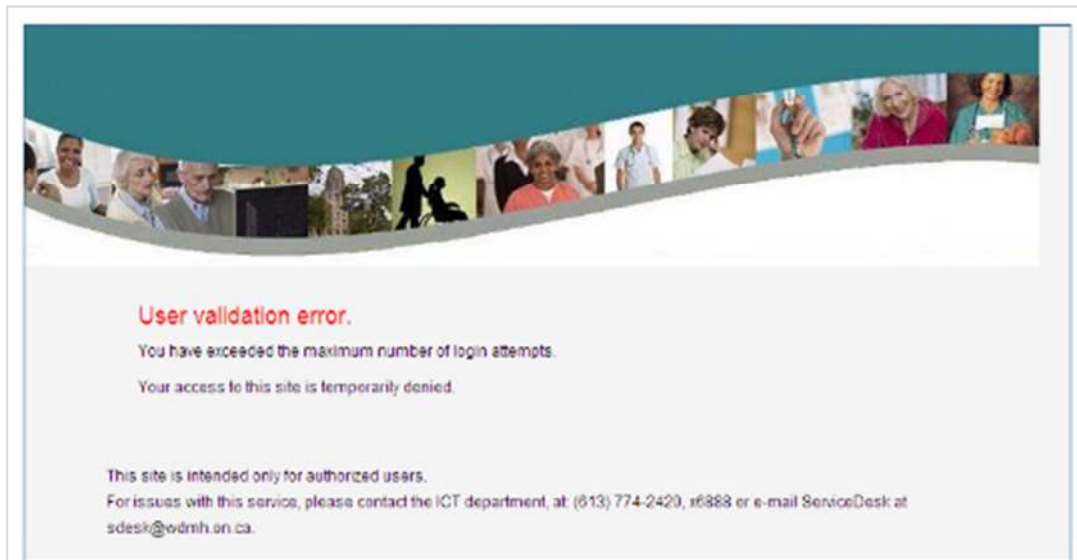 User validation error.
You have exceeded the maximum number of login attempts.
Your access to this site is temporarily denied.
This site is intended only for authorized users.
For issues with this service, please contact the ICT department, at: (613) 774-2420, x6888 or e-mail ServiceDesk at
sdesk@wdmh.on.ca.